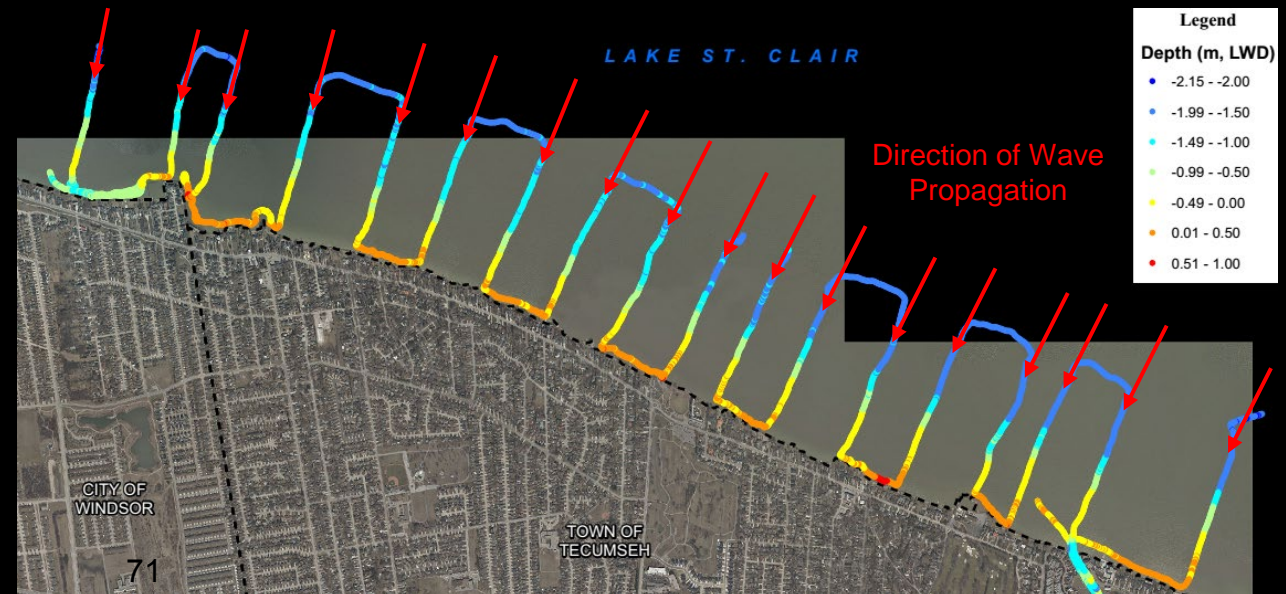 LAKE ST. CLAIR
Legend
Depth (m, LWD)
-2.15 - -2.00
-1.99 - -1.50
-1.49 - -1.00
-0.99 - -0.50
-0.49 - 0.00
0.01 - 0.50
0.51 - 1.00
Direction of Wave
Propagation
CITY OF
WINDSOR
TOWN OF
TECUMSEH
71